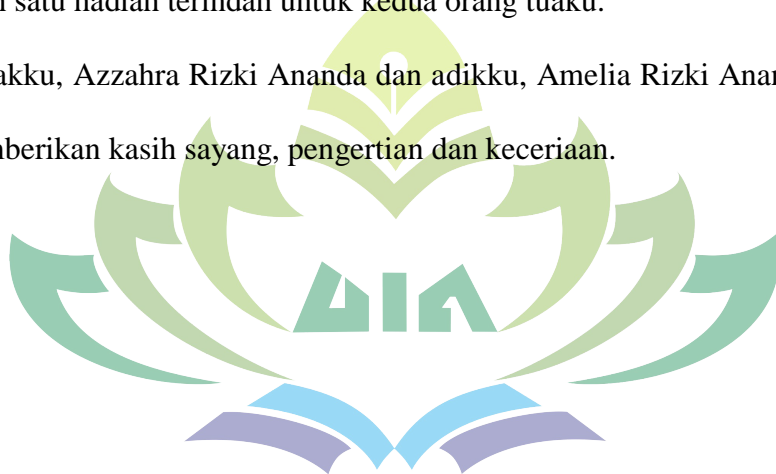 satu hadiah terindah untuk kedua orang tuaku.
akku, Azzahra Rizki Ananda dan adikku, Amelia Rizki Anan
berikan kasih sayang, pengertian dan keceriaan.
UIN